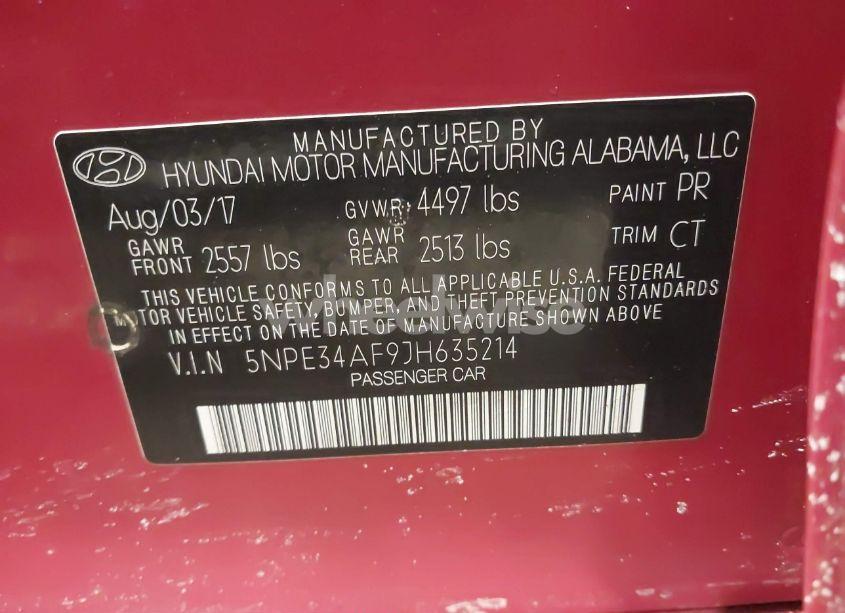 MANUFACTURED BY
HYUNDAI MOTOR MANUFACTURING ALABAMA, LLC
Aug/03/17 GVWR: 4497 lbs PAINT PR
GAWR FRONT 2557 lbs GAWR REAR 2513 lbs TRIM CT
THIS VEHICLE CONFORMS TO ALL APPLICABLE U.S.A. FEDERAL
MOTOR VEHICLE SAFETY, BUMPER, AND THEFT PREVENTION STANDARDS
IN EFFECT ON THE DATE OF MANUFACTURE SHOWN ABOVE
V.I.N 5NPE34AF9JH635214
PASSENGER CAR
wheelwise